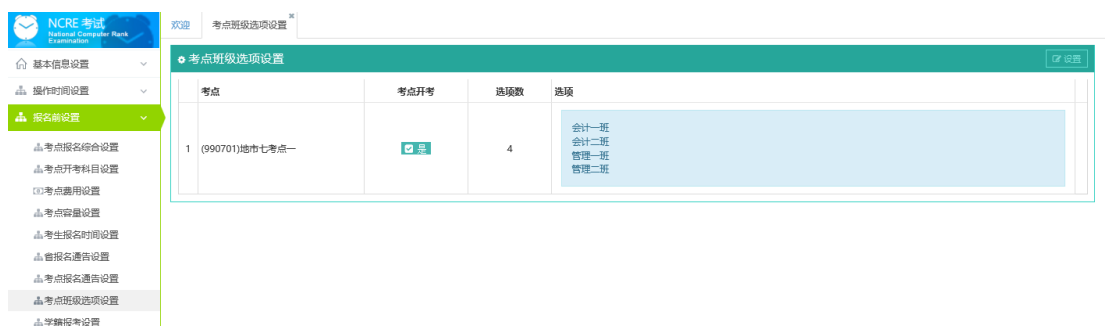 NCRE 考试
National Computer Rank
Examination
欢迎
考点班级选项设置
基本信息设置
操作时间设置
报名前设置
考点报名综合设置
考点开考科目设置
考点费用设置
考点容量设置
考生报名时间设置
省报名通告设置
考点报名通告设置
考点班级选项设置
学籍报考设置
考点班级选项设置
设置
考点 考点开考 选项数 选项
1 (990701)地市七考点一 是 4
会计一班
会计二班
管理一班
管理二班